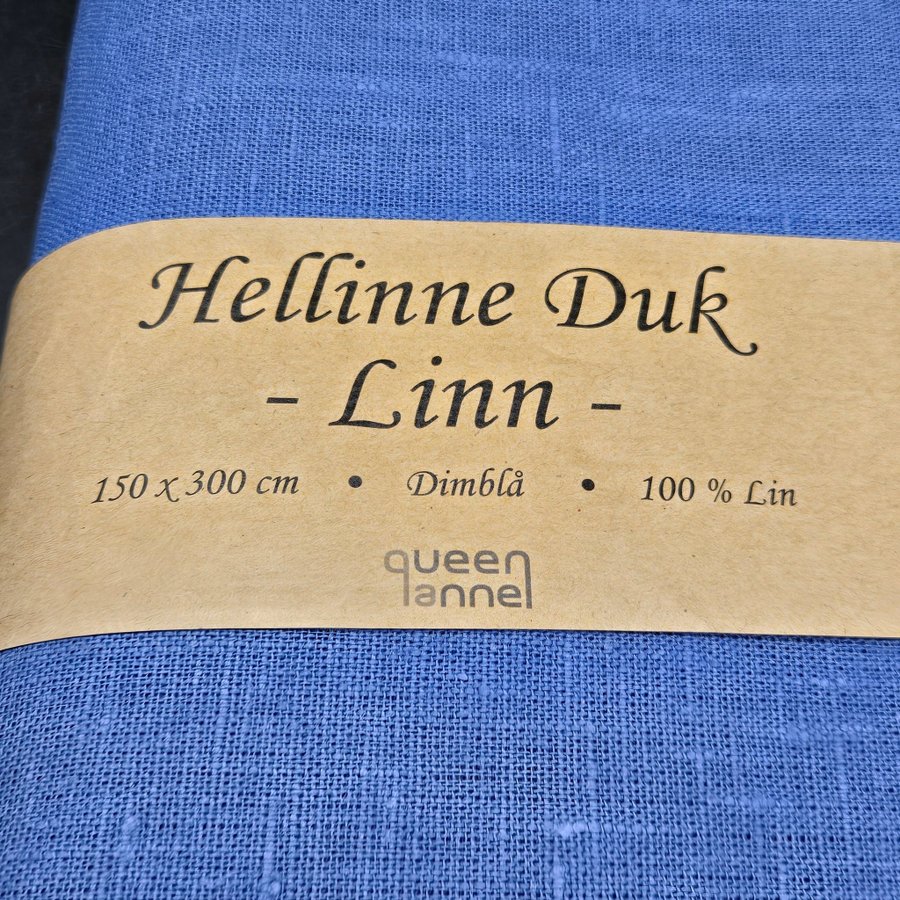 Hellinne Duk
- Linn -
150 x 300 cm • Dimblå • 100 % Lin
queen
anne